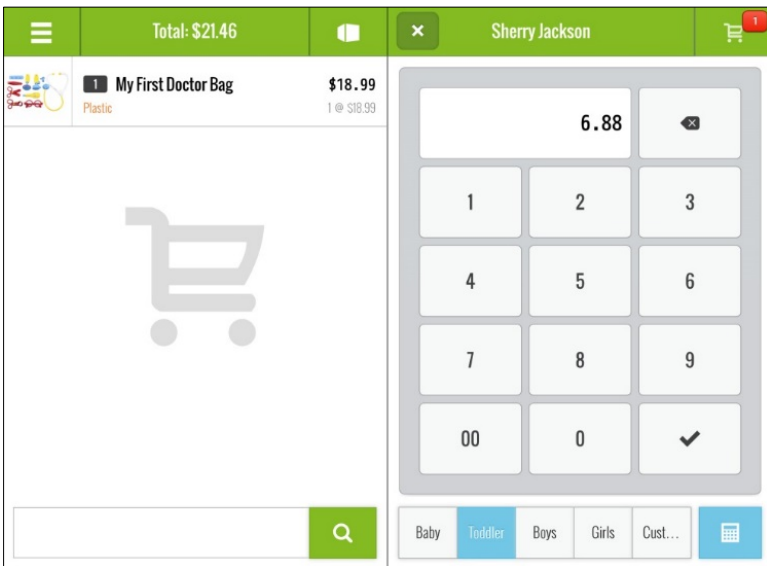 Total: $21.46
Sherry Jackson
1
1 My First Doctor Bag $18.99
Plastic 1 @ $18.99
6.88
1 2 3
4 5 6
7 8 9
00 0
Baby Toddler Boys Girls Cust...